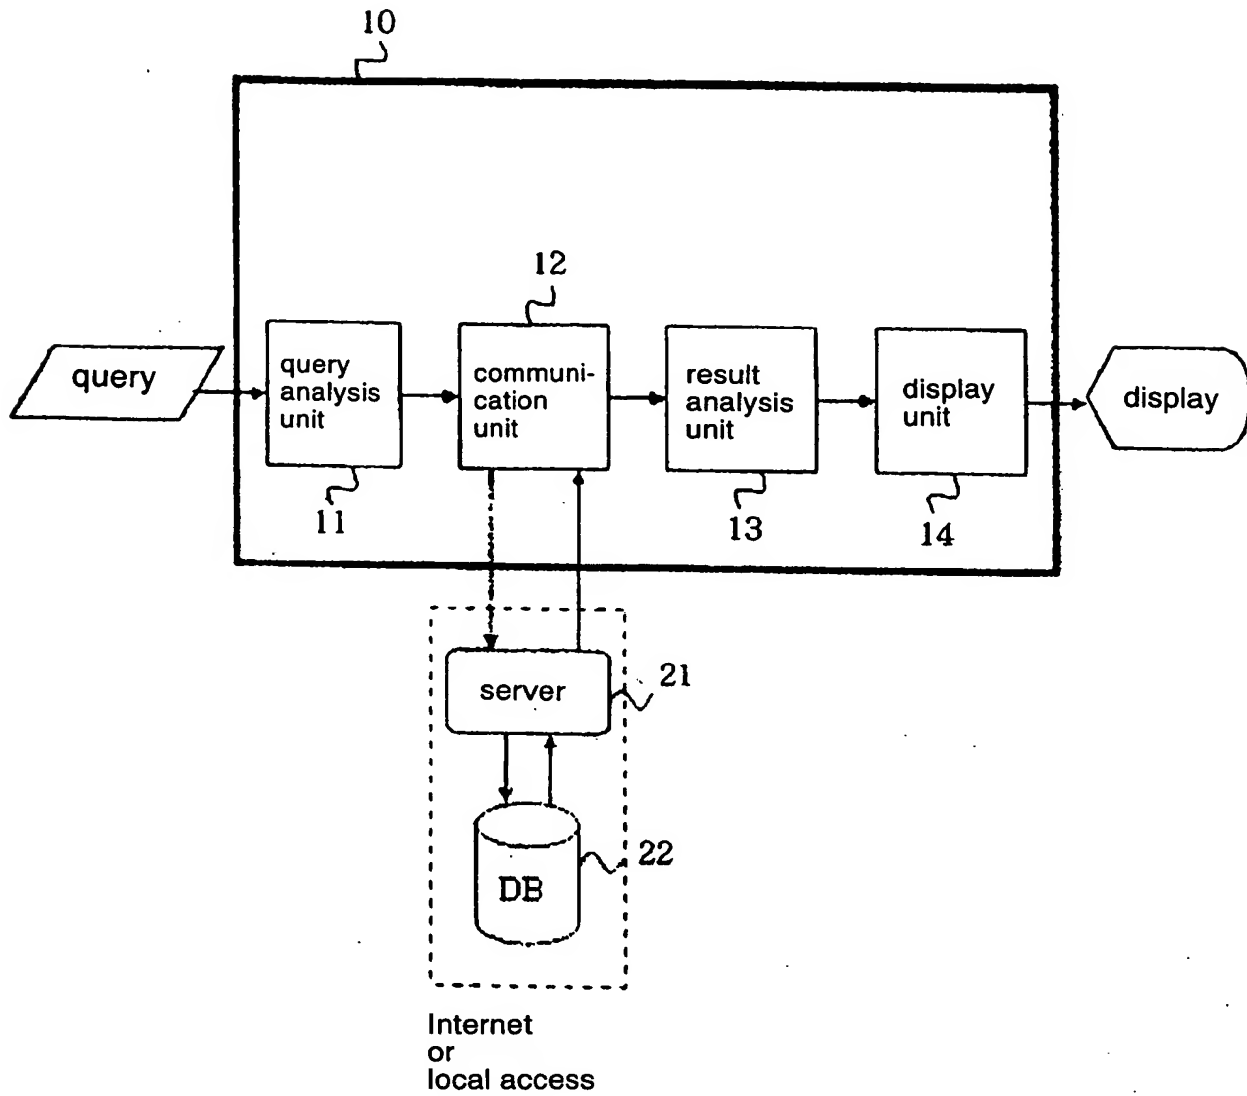 10
12
query
query
analysis
unit
communi-
cation
unit
result
analysis
unit
display
unit
display
11
13
14
server
21
DB
22
Internet
or
local access